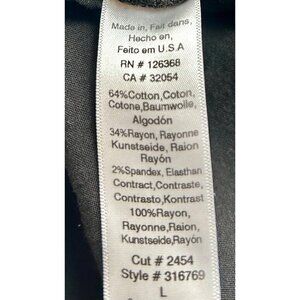 Made in, Fait dans,
Hecho en,
Feito em U.S.A
RN # 126368
CA # 32054
64%Cotton,Coton,
Cotone,Baumwolle,
Algodón
34%Rayon, Rayonne
Kunstseide, Raion
Rayón
2%Spandex, Elasthan
Contract,Contraste,
Contrasto,Kontrast
100%Rayon,
Rayonne,Raion,
Kunstseide,Rayón
Cut # 2454
Style # 316769
L